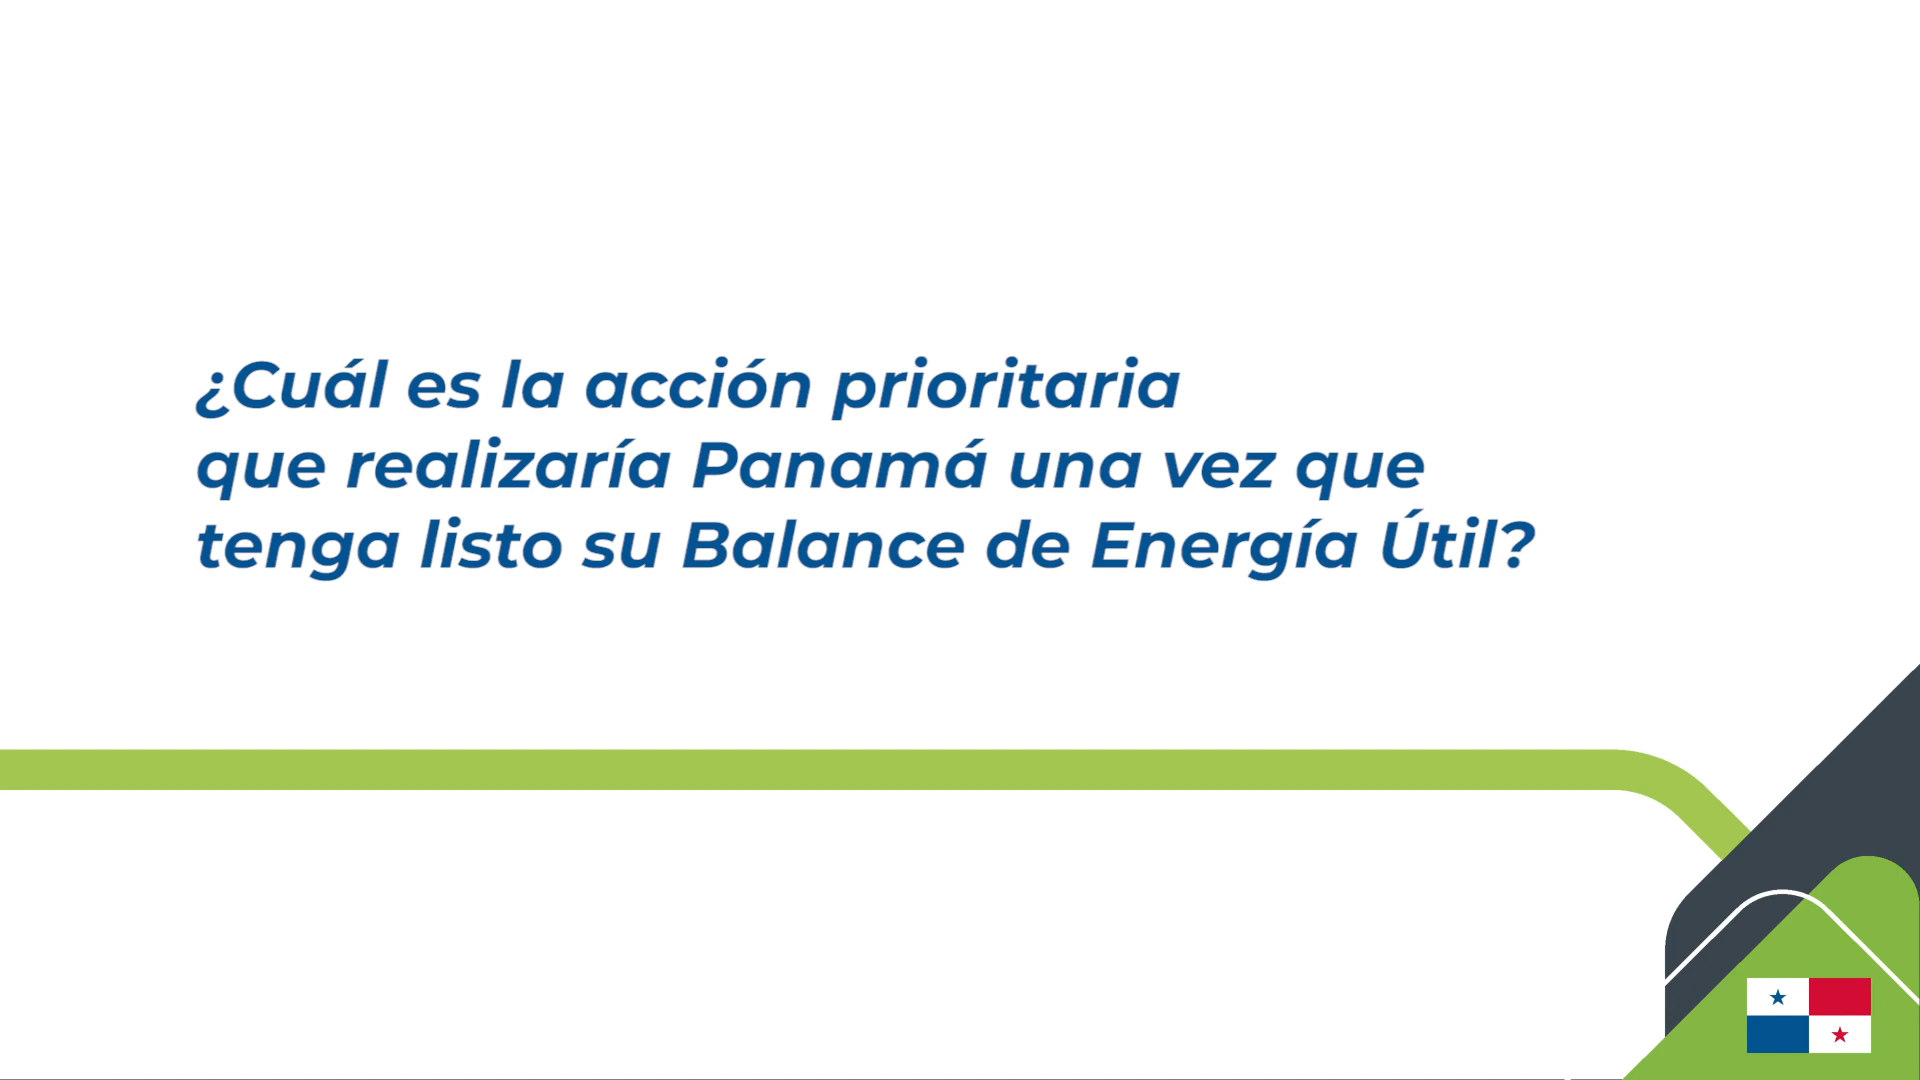 ¿Cuál es la acción prioritaria
que realizaría Panamá una vez que
tenga listo su Balance de Energía Útil?